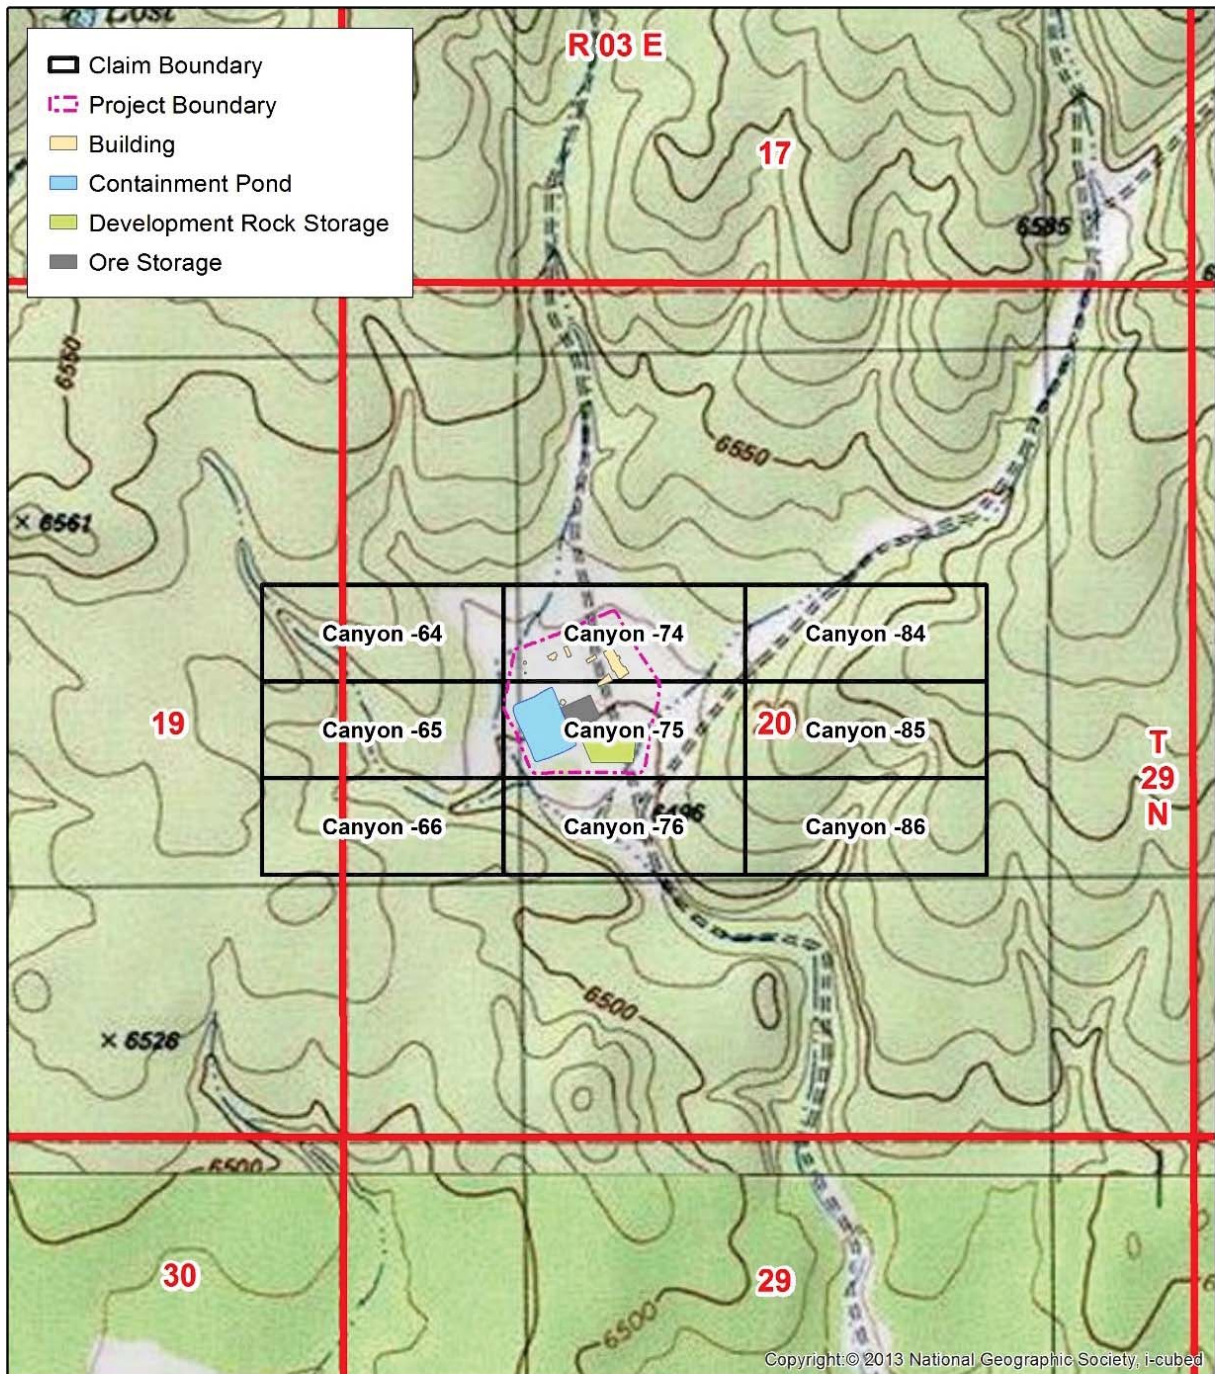 Lost
R 03 E
Claim Boundary
Project Boundary
Building
Containment Pond
Development Rock Storage
Ore Storage
17
6585
6550
6550
6561
Canyon -64 Canyon -74 Canyon -84
19
Canyon -65 Canyon -75 20 Canyon -85
T
29
N
6496
Canyon -66 Canyon -76 Canyon -86
6500
6526
6500
30
29
6500
Copyright:© 2013 National Geographic Society, i-cubed